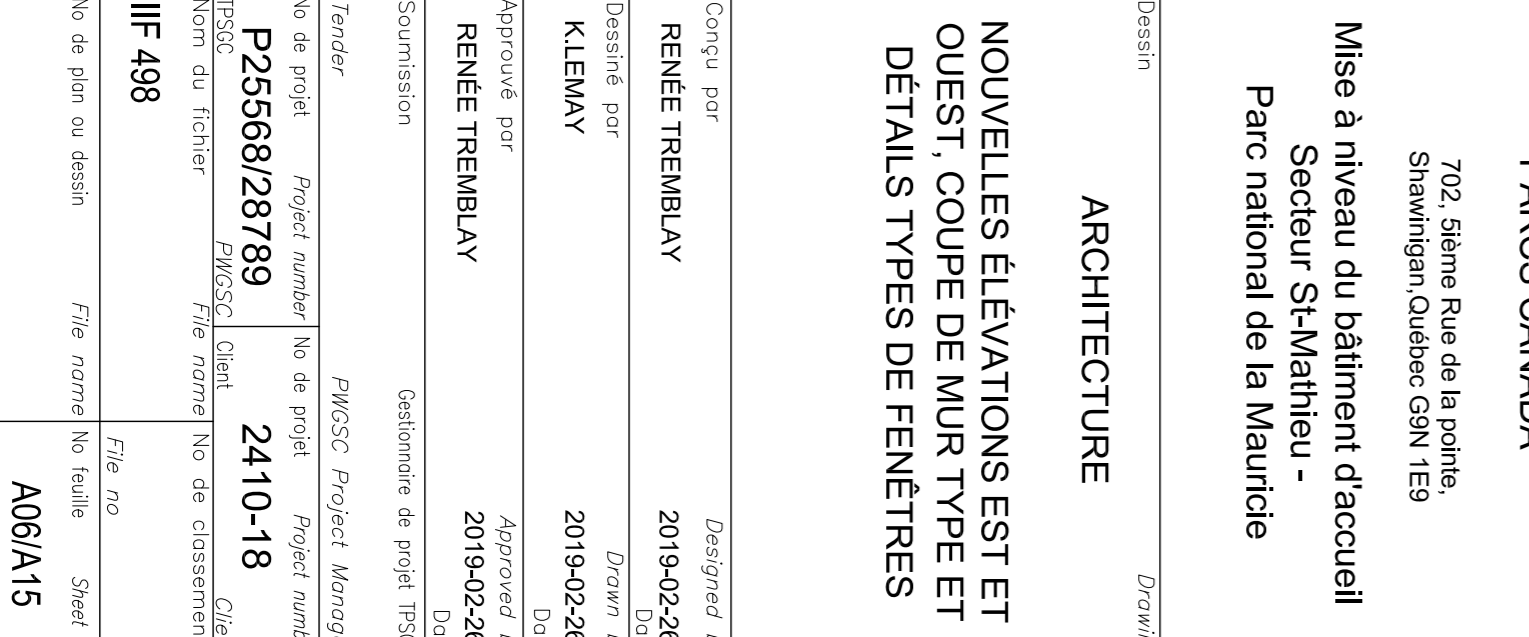 PARCS CANADA
702, 5ième Rue de la pointe,
Shawinigan,Québec G9N 1E9
Mise à niveau du bâtiment d'accueil
Secteur St-Mathieu -
Parc national de la Mauricie
Dessin
ARCHITECTURE
NOUVELLES ÉLÉVATIONS EST ET
OUEST, COUPE DE MUR TYPE ET
DÉTAILS TYPES DE FENÊTRES
Conçu par Designed
RENÉE TREMBLAY 2019-02-26
Dessiné par Drawn
K.LEMAY 2019-02-26
Approuvé par Approved
RENÉE TREMBLAY 2019-02-26
Soumission Gestionnaire de projet
Tender PWGSC Project
No de projet Project number No de projet Project
P25568/28789 2410-18
TPSGC PWGSC Client
Nom du fichier File name No de
IIF 498
File no
No de plan ou dessin File name No feuille Sheet
A06/A15